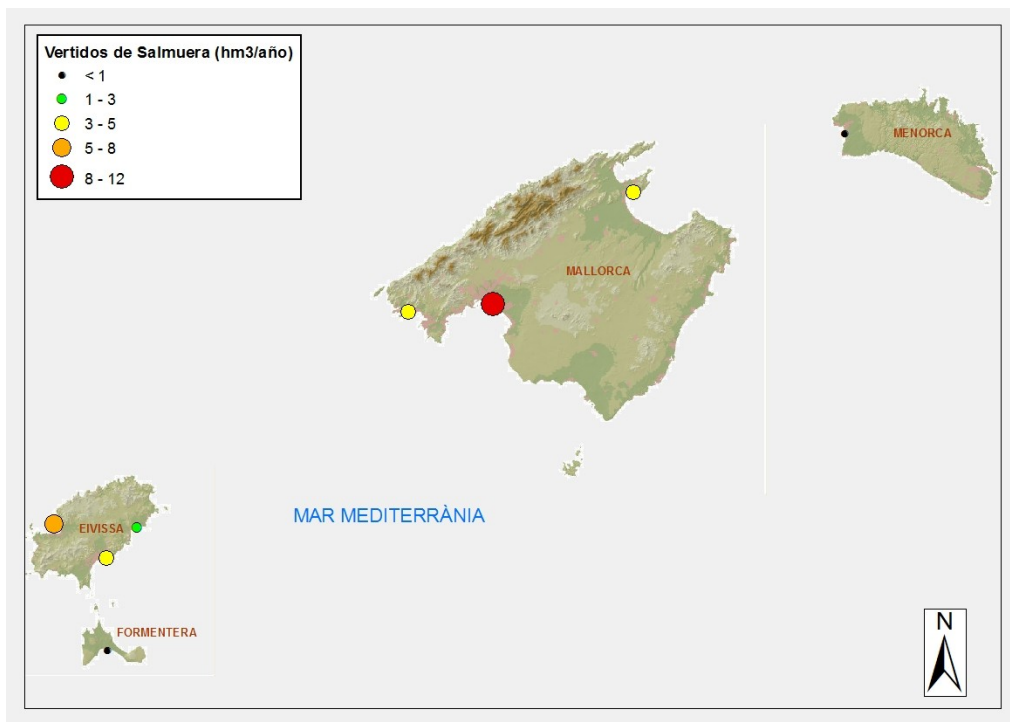 Vertidos de Salmuera (hm3/año)
< 1
1 - 3
3 - 5
5 - 8
8 - 12
MENORCA
MALLORCA
MAR MEDITERRÀNIA
EIVISSA
FORMENTERA
N